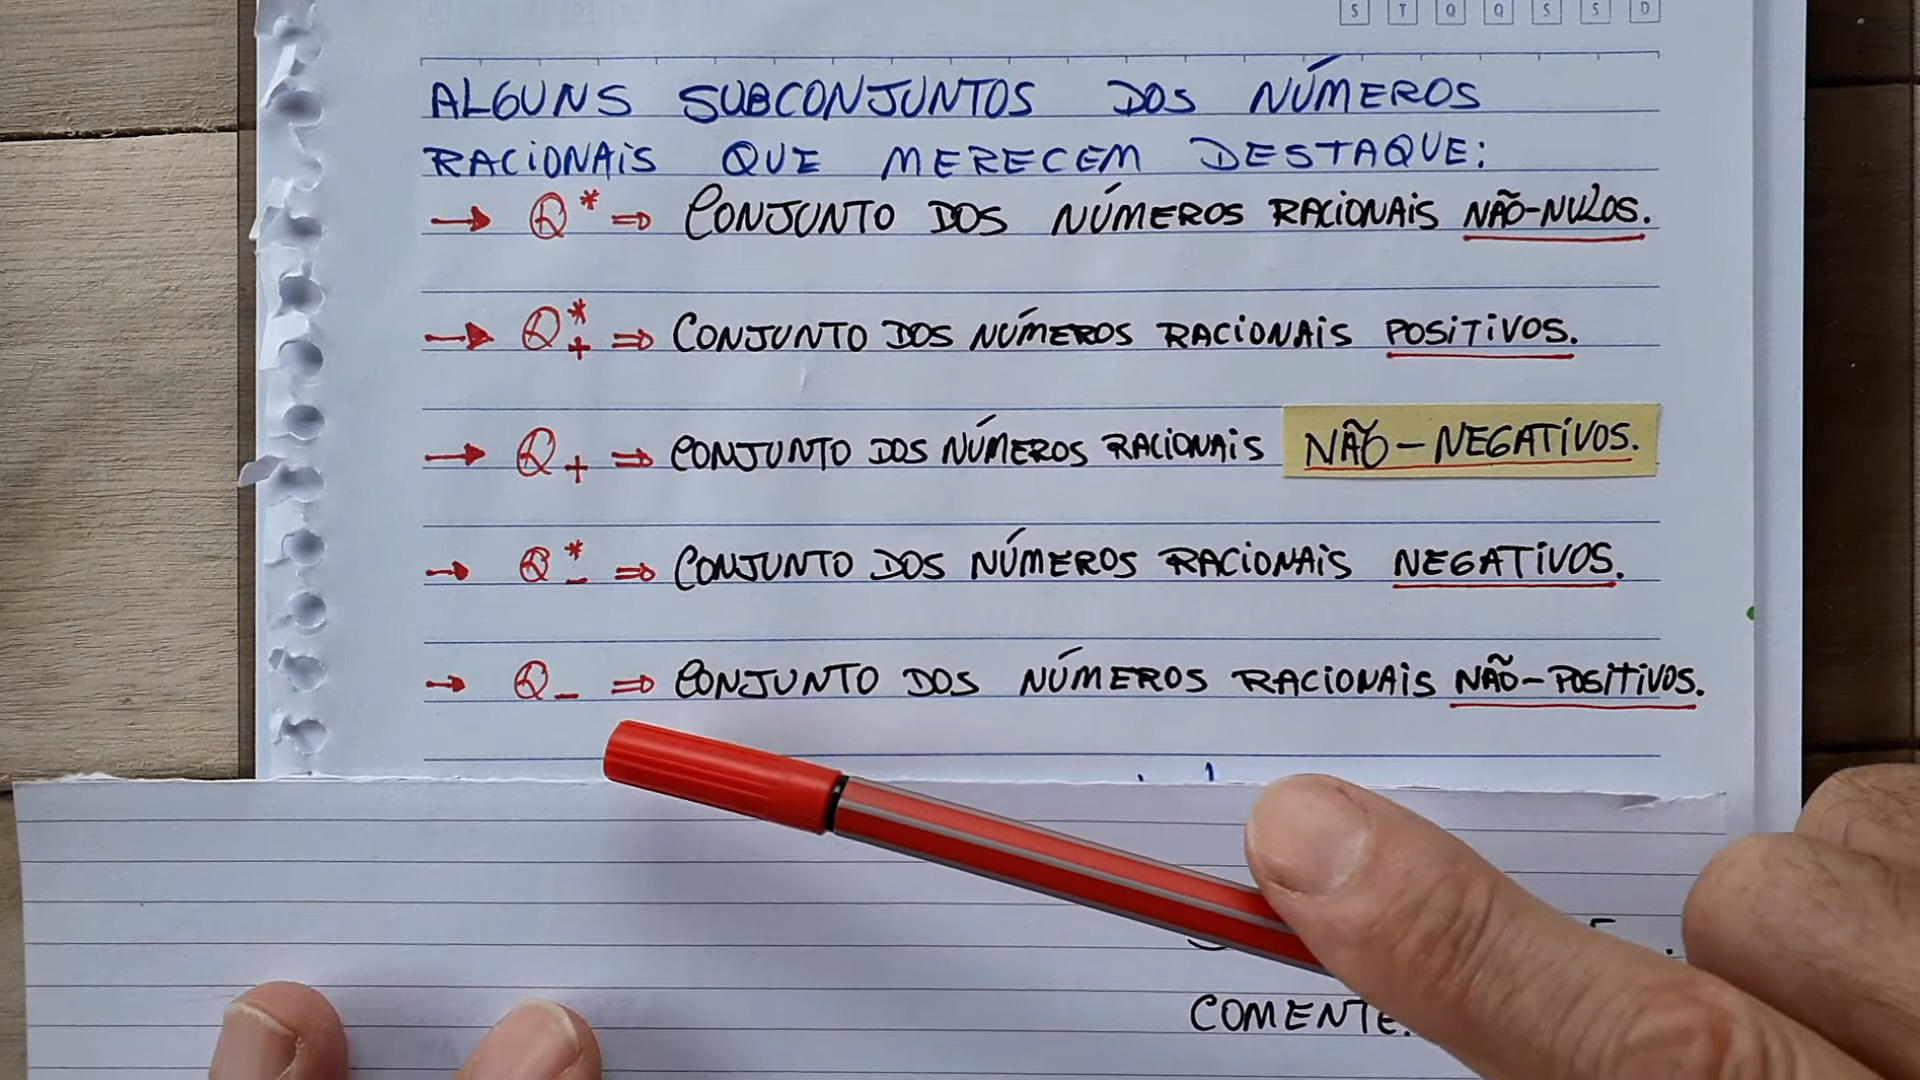 S T Q Q S S D
ALGUNS SUBCONJUNTOS DOS NÚMEROS
RACIONAIS QUE MERECEM DESTAQUE:
→ Q* ⇒ CONJUNTO DOS NÚMEROS RACIONAIS NÃO-NULOS.
→ Q*+ ⇒ CONJUNTO DOS NÚMEROS RACIONAIS POSITIVOS.
→ Q+ ⇒ CONJUNTO DOS NÚMEROS RACIONAIS NÃO-NEGATIVOS.
→ Q*- ⇒ CONJUNTO DOS NÚMEROS RACIONAIS NEGATIVOS.
→ Q- ⇒ CONJUNTO DOS NÚMEROS RACIONAIS NÃO-POSITIVOS.
COMENTE.